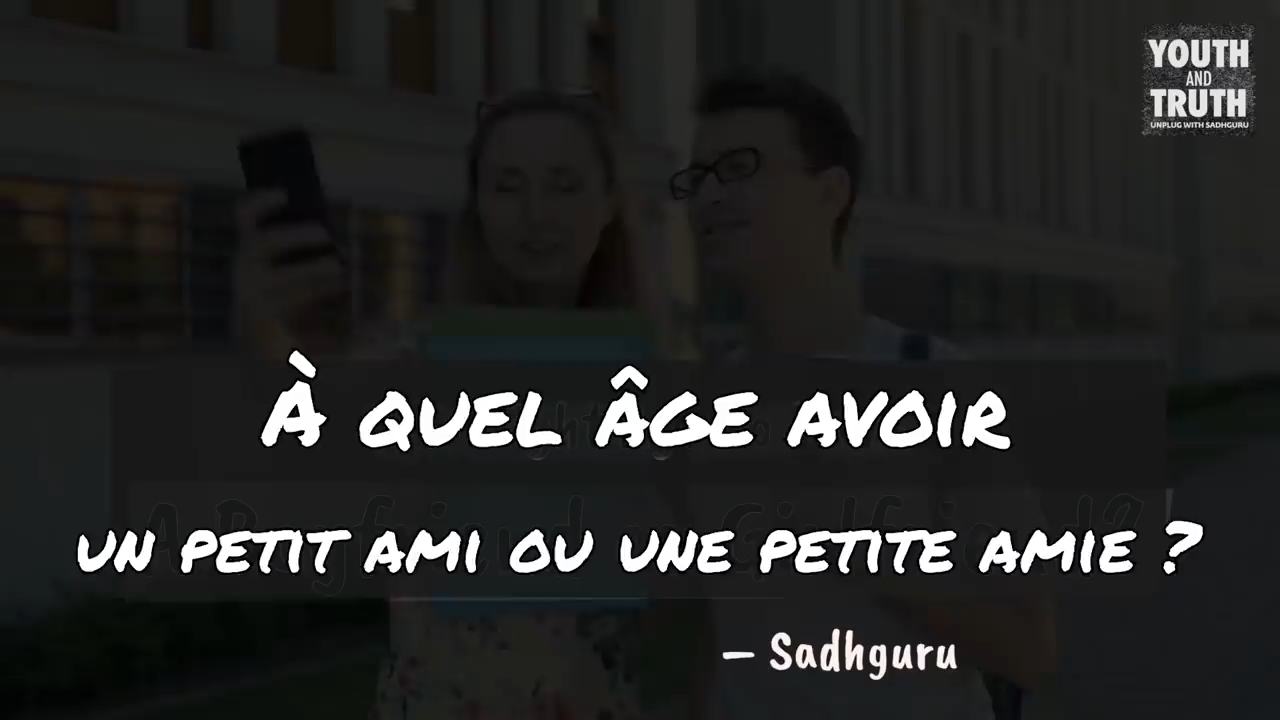 YOUTH
AND
TRUTH
UNPLUG WITH SADHGURU
À QUEL ÂGE AVOIR
UN PETIT AMI OU UNE PETITE AMIE ?
– Sadhguru